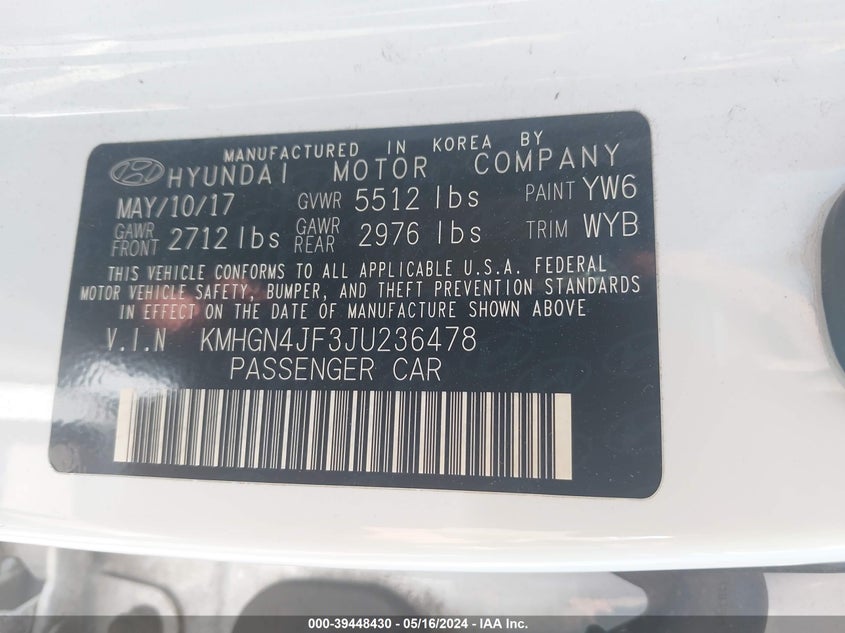 MANUFACTURED IN KOREA BY
HYUNDAI MOTOR COMPANY
MAY/10/17 GVWR 5512 lbs PAINT YW6
GAWR FRONT 2712 lbs GAWR REAR 2976 lbs TRIM WYB
THIS VEHICLE CONFORMS TO ALL APPLICABLE U.S.A. FEDERAL
MOTOR VEHICLE SAFETY, BUMPER, AND THEFT PREVENTION STANDARDS
IN EFFECT ON THE DATE OF MANUFACTURE SHOWN ABOVE
V.I.N KMHGN4JF3JU236478
PASSENGER CAR
000-39448430 - 05/16/2024 - IAA Inc.